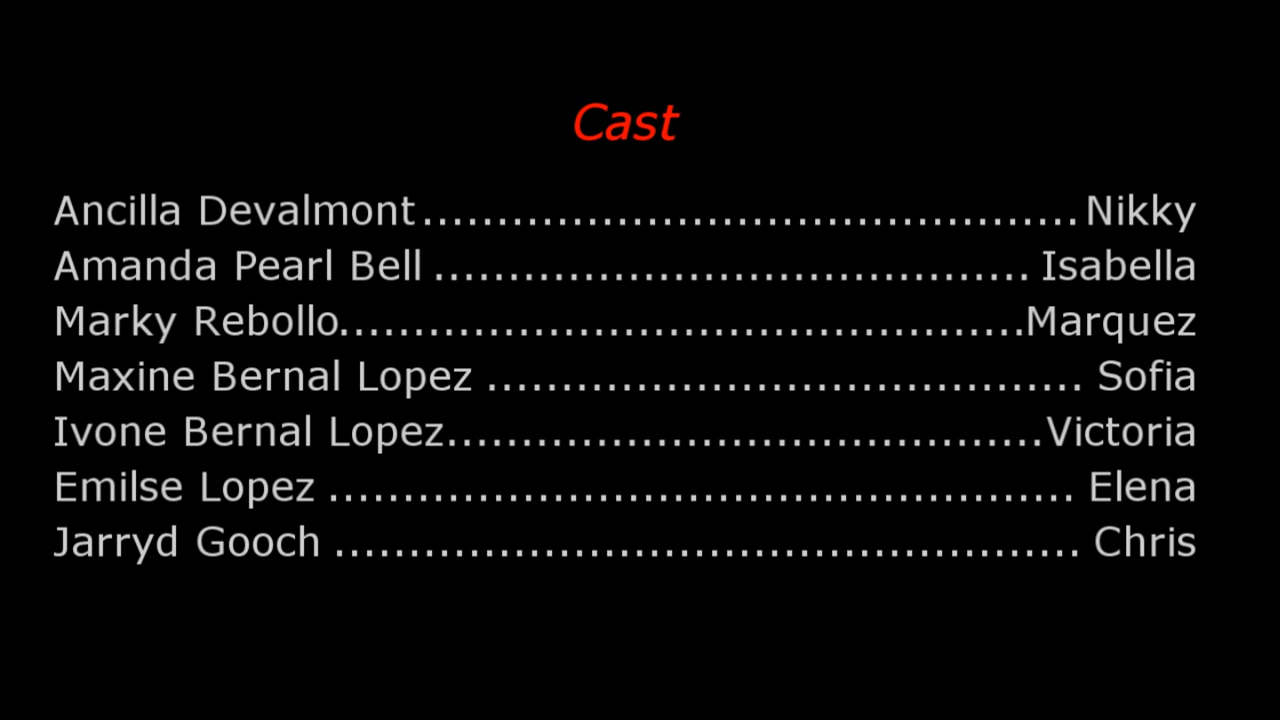 Cast
Ancilla Devalmont............................................Nikky
Amanda Pearl Bell ........................................ Isabella
Marky Rebollo..............................................Marquez
Maxine Bernal Lopez ........................................ Sofia
Ivone Bernal Lopez........................................Victoria
Emilse Lopez .................................................. Elena
Jarryd Gooch .................................................. Chris